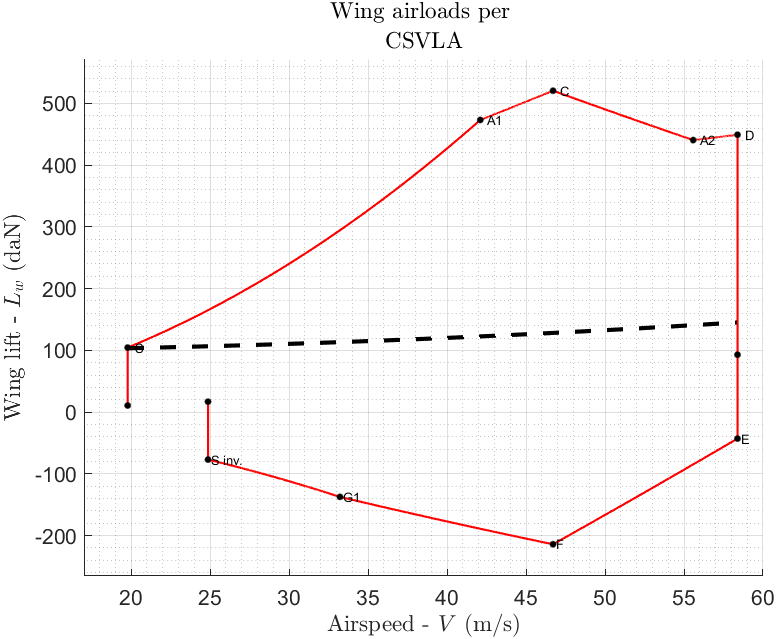 Wing airloads per
CSVLA
Wing lift - L_w (daN)
500
400
300
200
100
0
-100
-200
C
A1
A2
D
S
E
S inv.
G1
F
20 25 30 35 40 45 50 55 60
Airspeed - V (m/s)